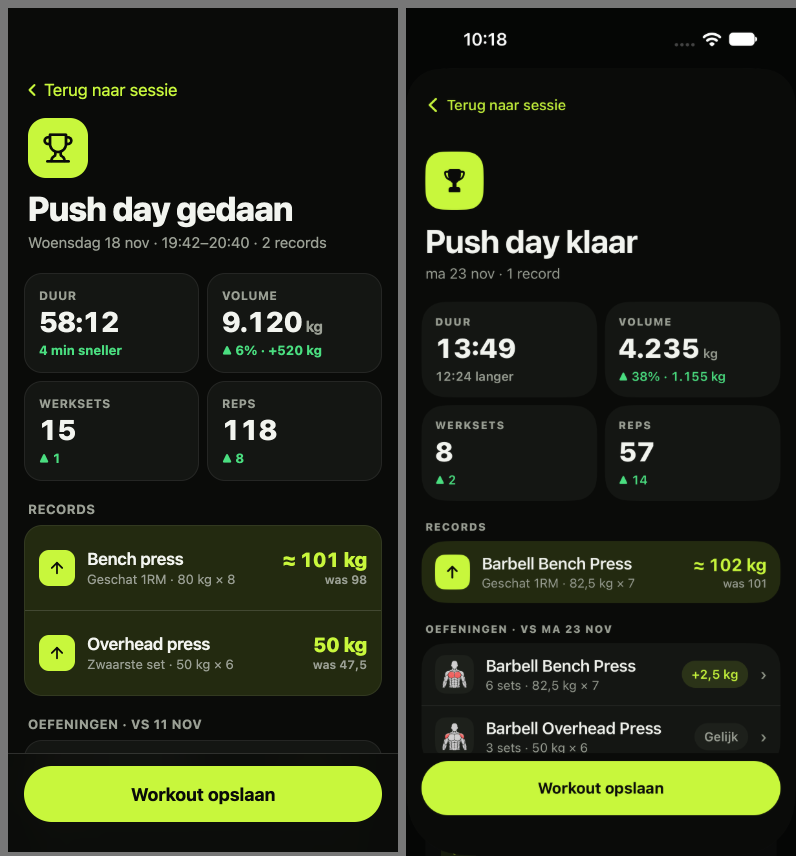 Terug naar sessie
Push day gedaan
Woensdag 18 nov · 19:42–20:40 · 2 records
DUUR
58:12
4 min sneller
VOLUME
9.120 kg
▲ 6% · +520 kg
WERKSETS
15
▲ 1
REPS
118
▲ 8
RECORDS
Bench press
Geschat 1RM · 80 kg × 8
≈ 101 kg
was 98
Overhead press
Zwaarste set · 50 kg × 6
50 kg
was 47,5
OEFENINGEN · VS 11 NOV
Workout opslaan
10:18
Terug naar sessie
Push day klaar
ma 23 nov · 1 record
DUUR
13:49
12:24 langer
VOLUME
4.235 kg
▲ 38% · 1.155 kg
WERKSETS
8
▲ 2
REPS
57
▲ 14
RECORDS
Barbell Bench Press
Geschat 1RM · 82,5 kg × 7
≈ 102 kg
was 101
OEFENINGEN · VS MA 23 NOV
Barbell Bench Press
6 sets · 82,5 kg × 7
+2,5 kg
Barbell Overhead Press
3 sets · 50 kg × 6
Gelijk
Workout opslaan